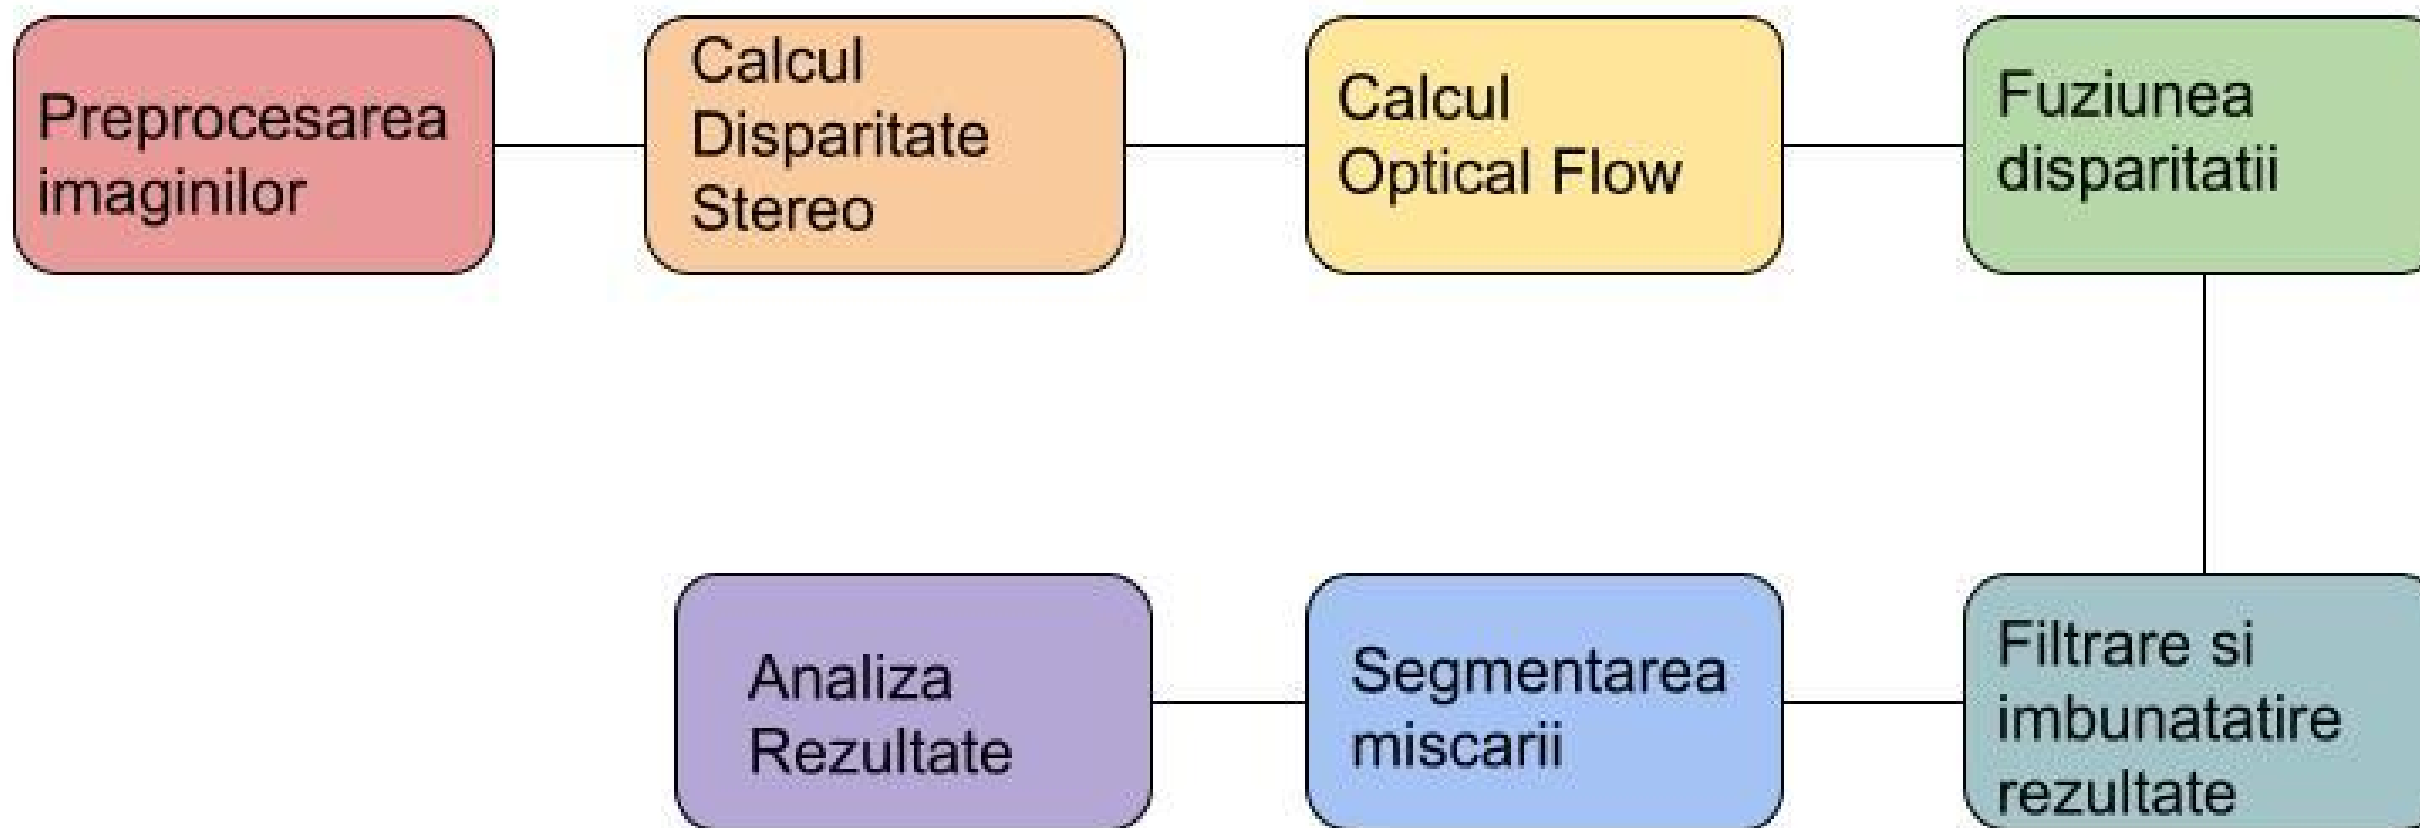 Preprocesarea
imaginilor
Calcul
Disparitate
Stereo
Calcul
Optical Flow
Fuziunea
disparitatii
Filtrare si
imbunatatire
rezultate
Segmentarea
miscarii
Analiza
Rezultate